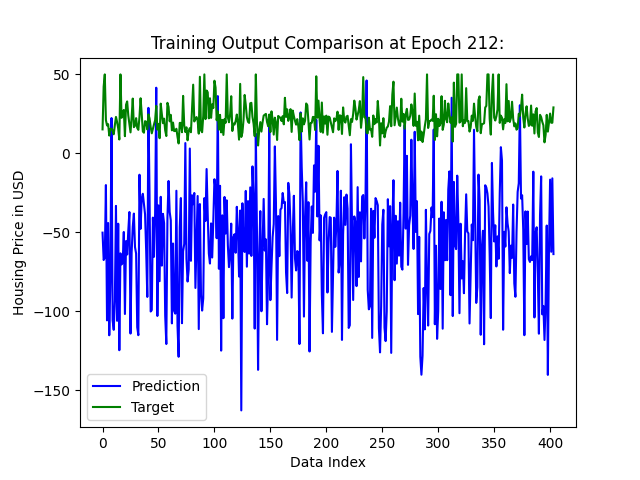 Training Output Comparison at Epoch 212:
Housing Price in USD
50
0
−50
−100
−150
Prediction
Target
0 50 100 150 200 250 300 350 400
Data Index